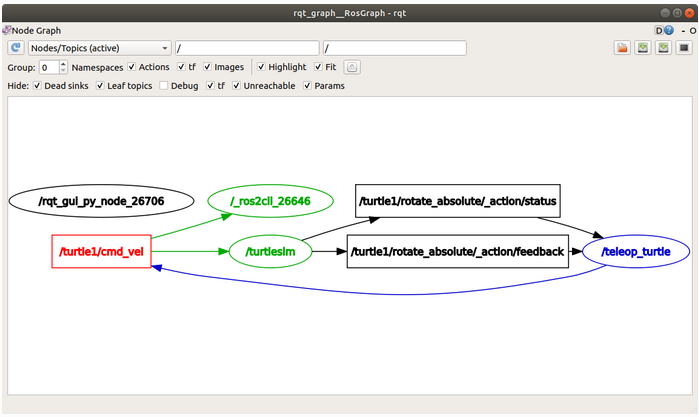 rqt_graph__RosGraph - rqt
Node Graph
D - O
Nodes/Topics (active) / /
Group: 0 Namespaces Actions tf Images Highlight Fit
Hide: Dead sinks Leaf topics Debug tf Unreachable Params
/rqt_gui_py_node_26706 /_ros2cli_26646 /turtle1/rotate_absolute/_action/status
/turtle1/cmd_vel /turtlesim /turtle1/rotate_absolute/_action/feedback /teleop_turtle